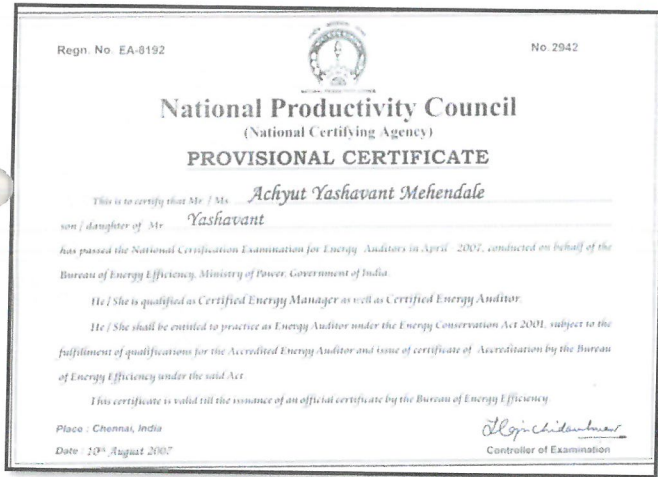 Regn. No. EA-8192
No. 2942
NATIONAL PRODUCTIVITY COUNCIL
National Productivity Council
(National Certifying Agency)
PROVISIONAL CERTIFICATE
This is to certify that Mr. / Ms. Achyut Yashavant Mehendale
son / daughter of Mr. Yashavant
has passed the National Certification Examination for Energy Auditors in April - 2007, conducted on behalf of the
Bureau of Energy Efficiency, Ministry of Power, Government of India.
He / She is qualified as Certified Energy Manager as well as Certified Energy Auditor.
He / She shall be entitled to practice as Energy Auditor under the Energy Conservation Act 2001, subject to the
fulfillment of qualifications for the Accredited Energy Auditor and issue of certificate of Accreditation by the Bureau
of Energy Efficiency under the said Act.
This certificate is valid till the issuance of an official certificate by the Bureau of Energy Efficiency
Place : Chennai, India
Date : 10th August 2007
Controller of Examination